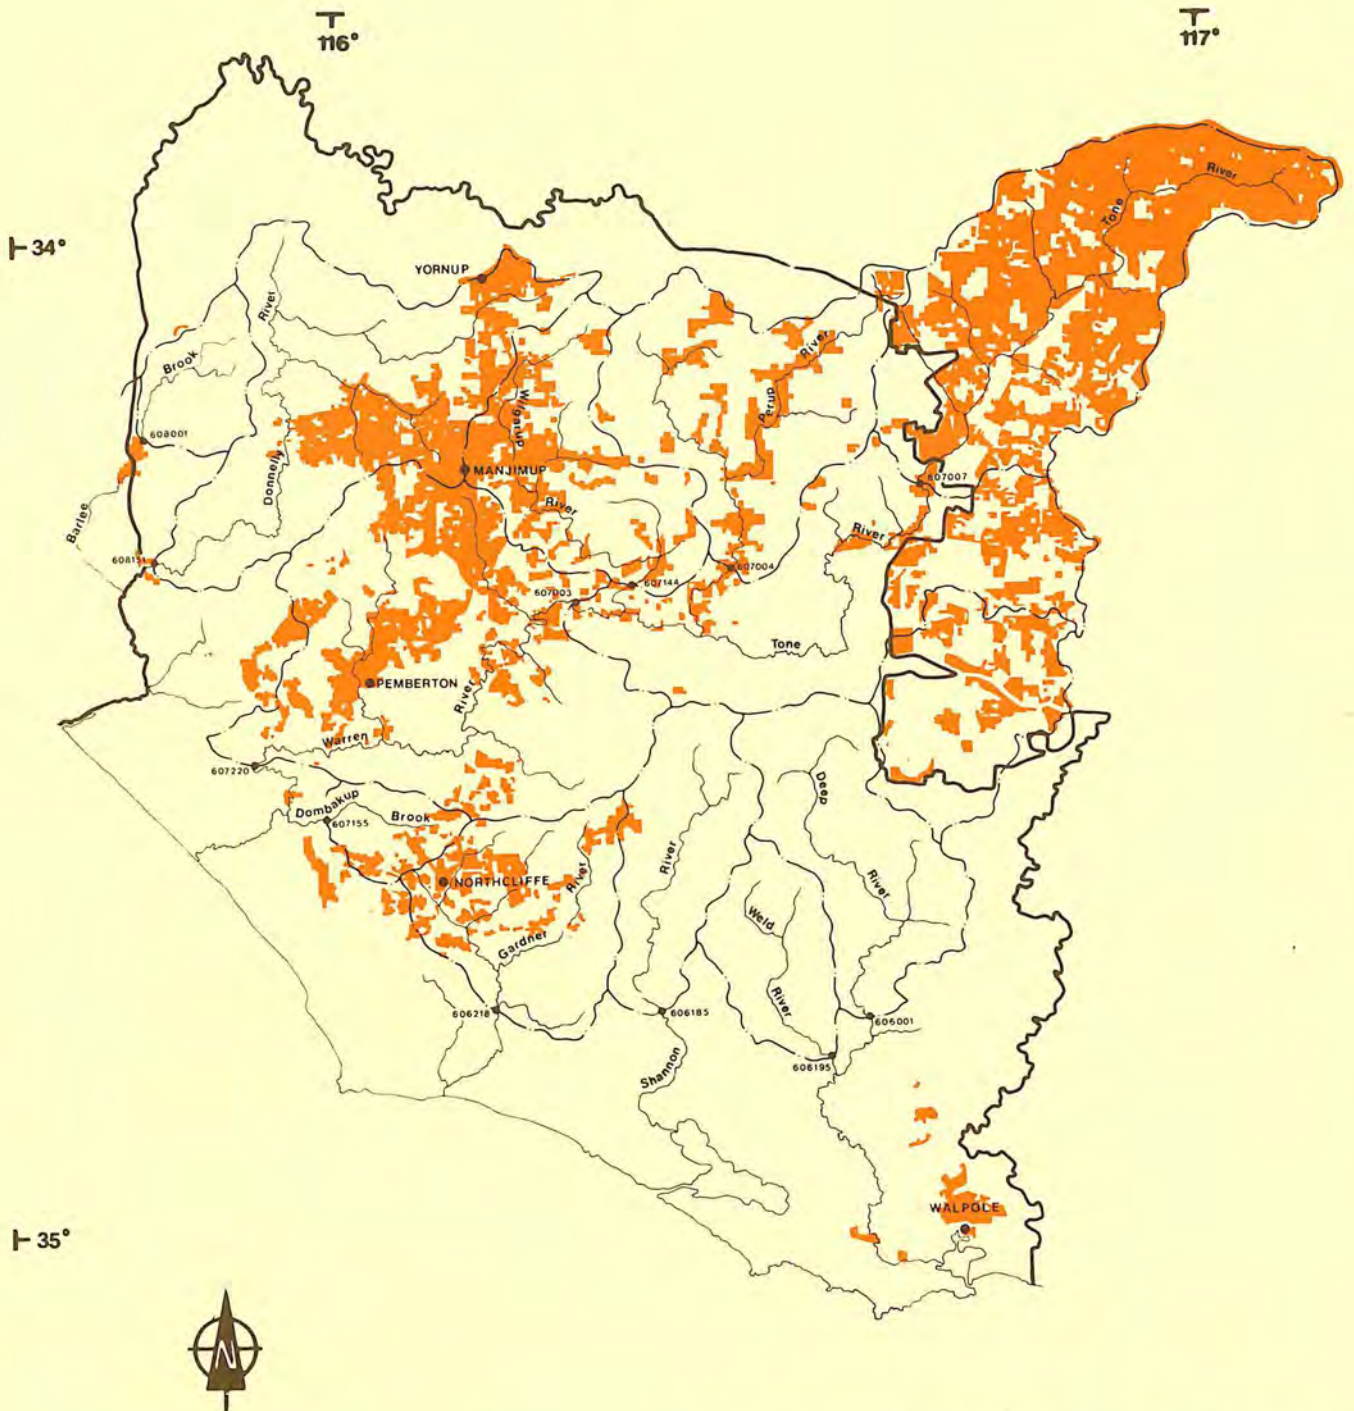 116°
117°
34°
River
Tone
YORNUP
River
Brook
River
Wilgarup
Perup
608001
Donnelly
MANJIMUP
607007
Barlee
River
River
608151
607004
607144
607003
Tone
PEMBERTON
River
Warren
607220
Deep
Dombakup
Brook
607155
River
River
River
NORTHCLIFFE
Weld
Gardner
River
606218
606185
606001
606195
Shannon
WALPOLE
35°
N